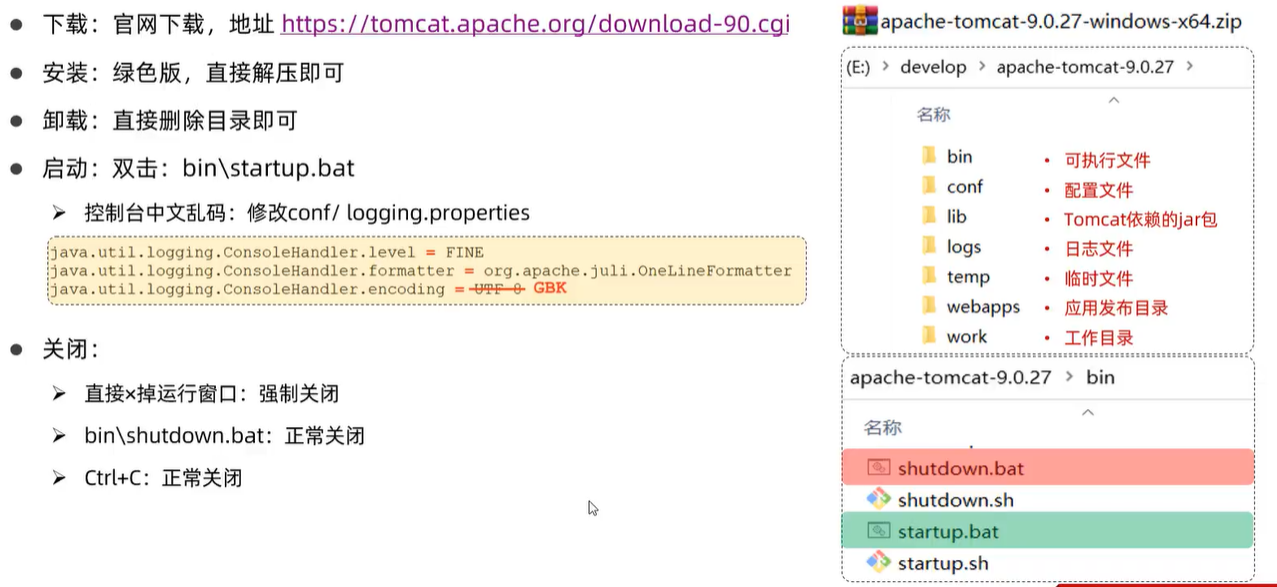 下载：官网下载，地址 https://tomcat.apache.org/download-90.cgi
安装：绿色版，直接解压即可
卸载：直接删除目录即可
启动：双击：bin\startup.bat
控制台中文乱码：修改conf/ logging.properties
java.util.logging.ConsoleHandler.level = FINE
java.util.logging.ConsoleHandler.formatter = org.apache.juli.OneLineFormatter
java.util.logging.ConsoleHandler.encoding = UTF-8 GBK
关闭：
直接×掉运行窗口：强制关闭
bin\shutdown.bat：正常关闭
Ctrl+C：正常关闭
apache-tomcat-9.0.27-windows-x64.zip
(E:) > develop > apache-tomcat-9.0.27 >
名称
bin • 可执行文件
conf • 配置文件
lib • Tomcat依赖的jar包
logs • 日志文件
temp • 临时文件
webapps • 应用发布目录
work • 工作目录
apache-tomcat-9.0.27 > bin
名称
shutdown.bat
shutdown.sh
startup.bat
startup.sh